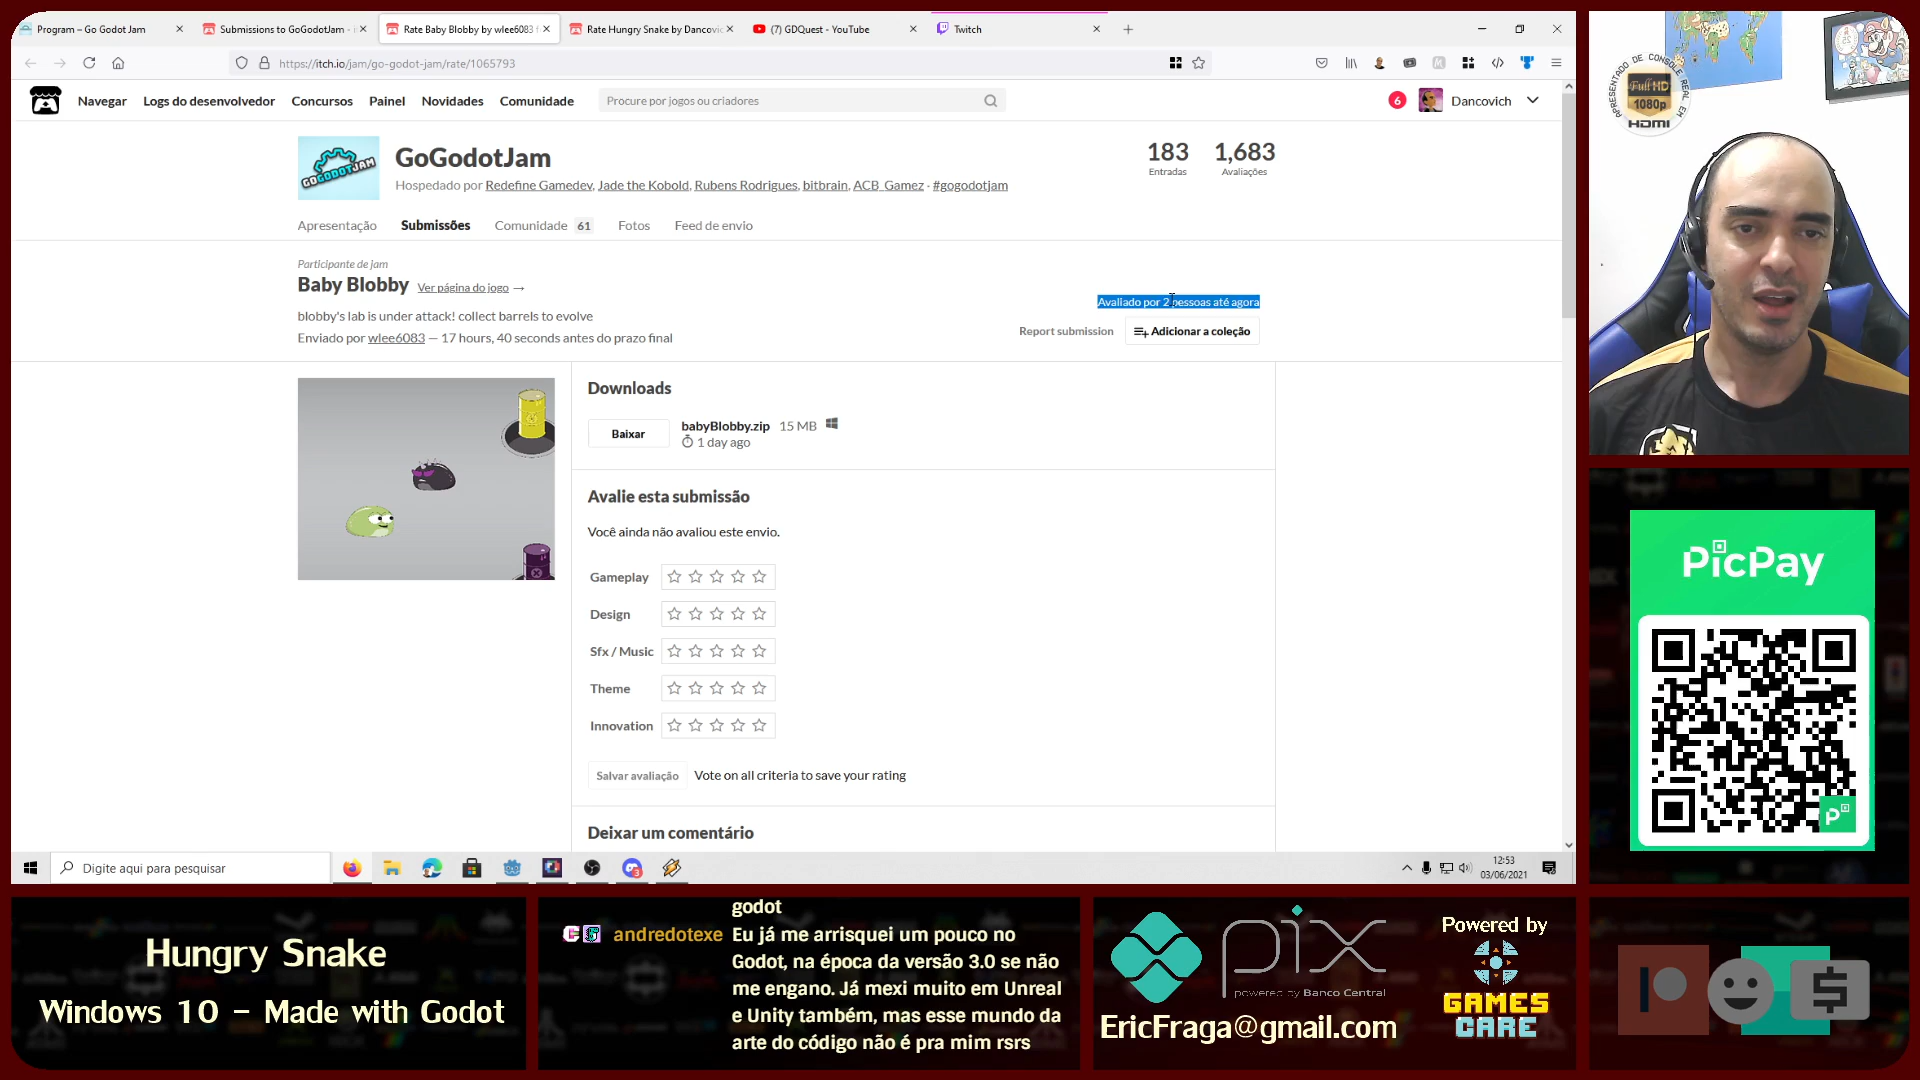 Program – Go Godot Jam
Submissions to GoGodotJam -
Rate Baby Blobby by wlee6083 f
Rate Hungry Snake by Dancovic
(7) GDQuest - YouTube
Twitch
https://itch.io/jam/go-godot-jam/rate/1065793
Navegar
Logs do desenvolvedor
Concursos
Painel
Novidades
Comunidade
Procure por jogos ou criadores
6
Dancovich
GOGODOTJAM
GoGodotJam
Hospedado por Redefine Gamedev, Jade the Kobold, Rubens Rodrigues, bitbrain, ACB_Gamez · #gogodotjam
183
Entradas
1,683
Avaliações
Apresentação
Submissões
Comunidade 61
Fotos
Feed de envio
Participante de jam
Baby Blobby Ver página do jogo →
blobby's lab is under attack! collect barrels to evolve
Enviado por wlee6083 — 17 hours, 40 seconds antes do prazo final
Avaliado por 2 pessoas até agora
Report submission
Adicionar a coleção
Downloads
Baixar
babyBlobby.zip 15 MB
1 day ago
Avalie esta submissão
Você ainda não avaliou este envio.
Gameplay
Design
Sfx / Music
Theme
Innovation
Salvar avaliação
Vote on all criteria to save your rating
Deixar um comentário
Digite aqui para pesquisar
12:53
03/06/2021
APRESENTADO DE CONSOLE REAL EM
Full HD
1080p
HDMI
PicPay
Hungry Snake
Windows 10 - Made with Godot
godot
andredotexe Eu já me arrisquei um pouco no
Godot, na época da versão 3.0 se não
me engano. Já mexi muito em Unreal
e Unity também, mas esse mundo da
arte do código não é pra mim rsrs
pix
powered by Banco Central
EricFraga@gmail.com
Powered by
GAMES
CARE